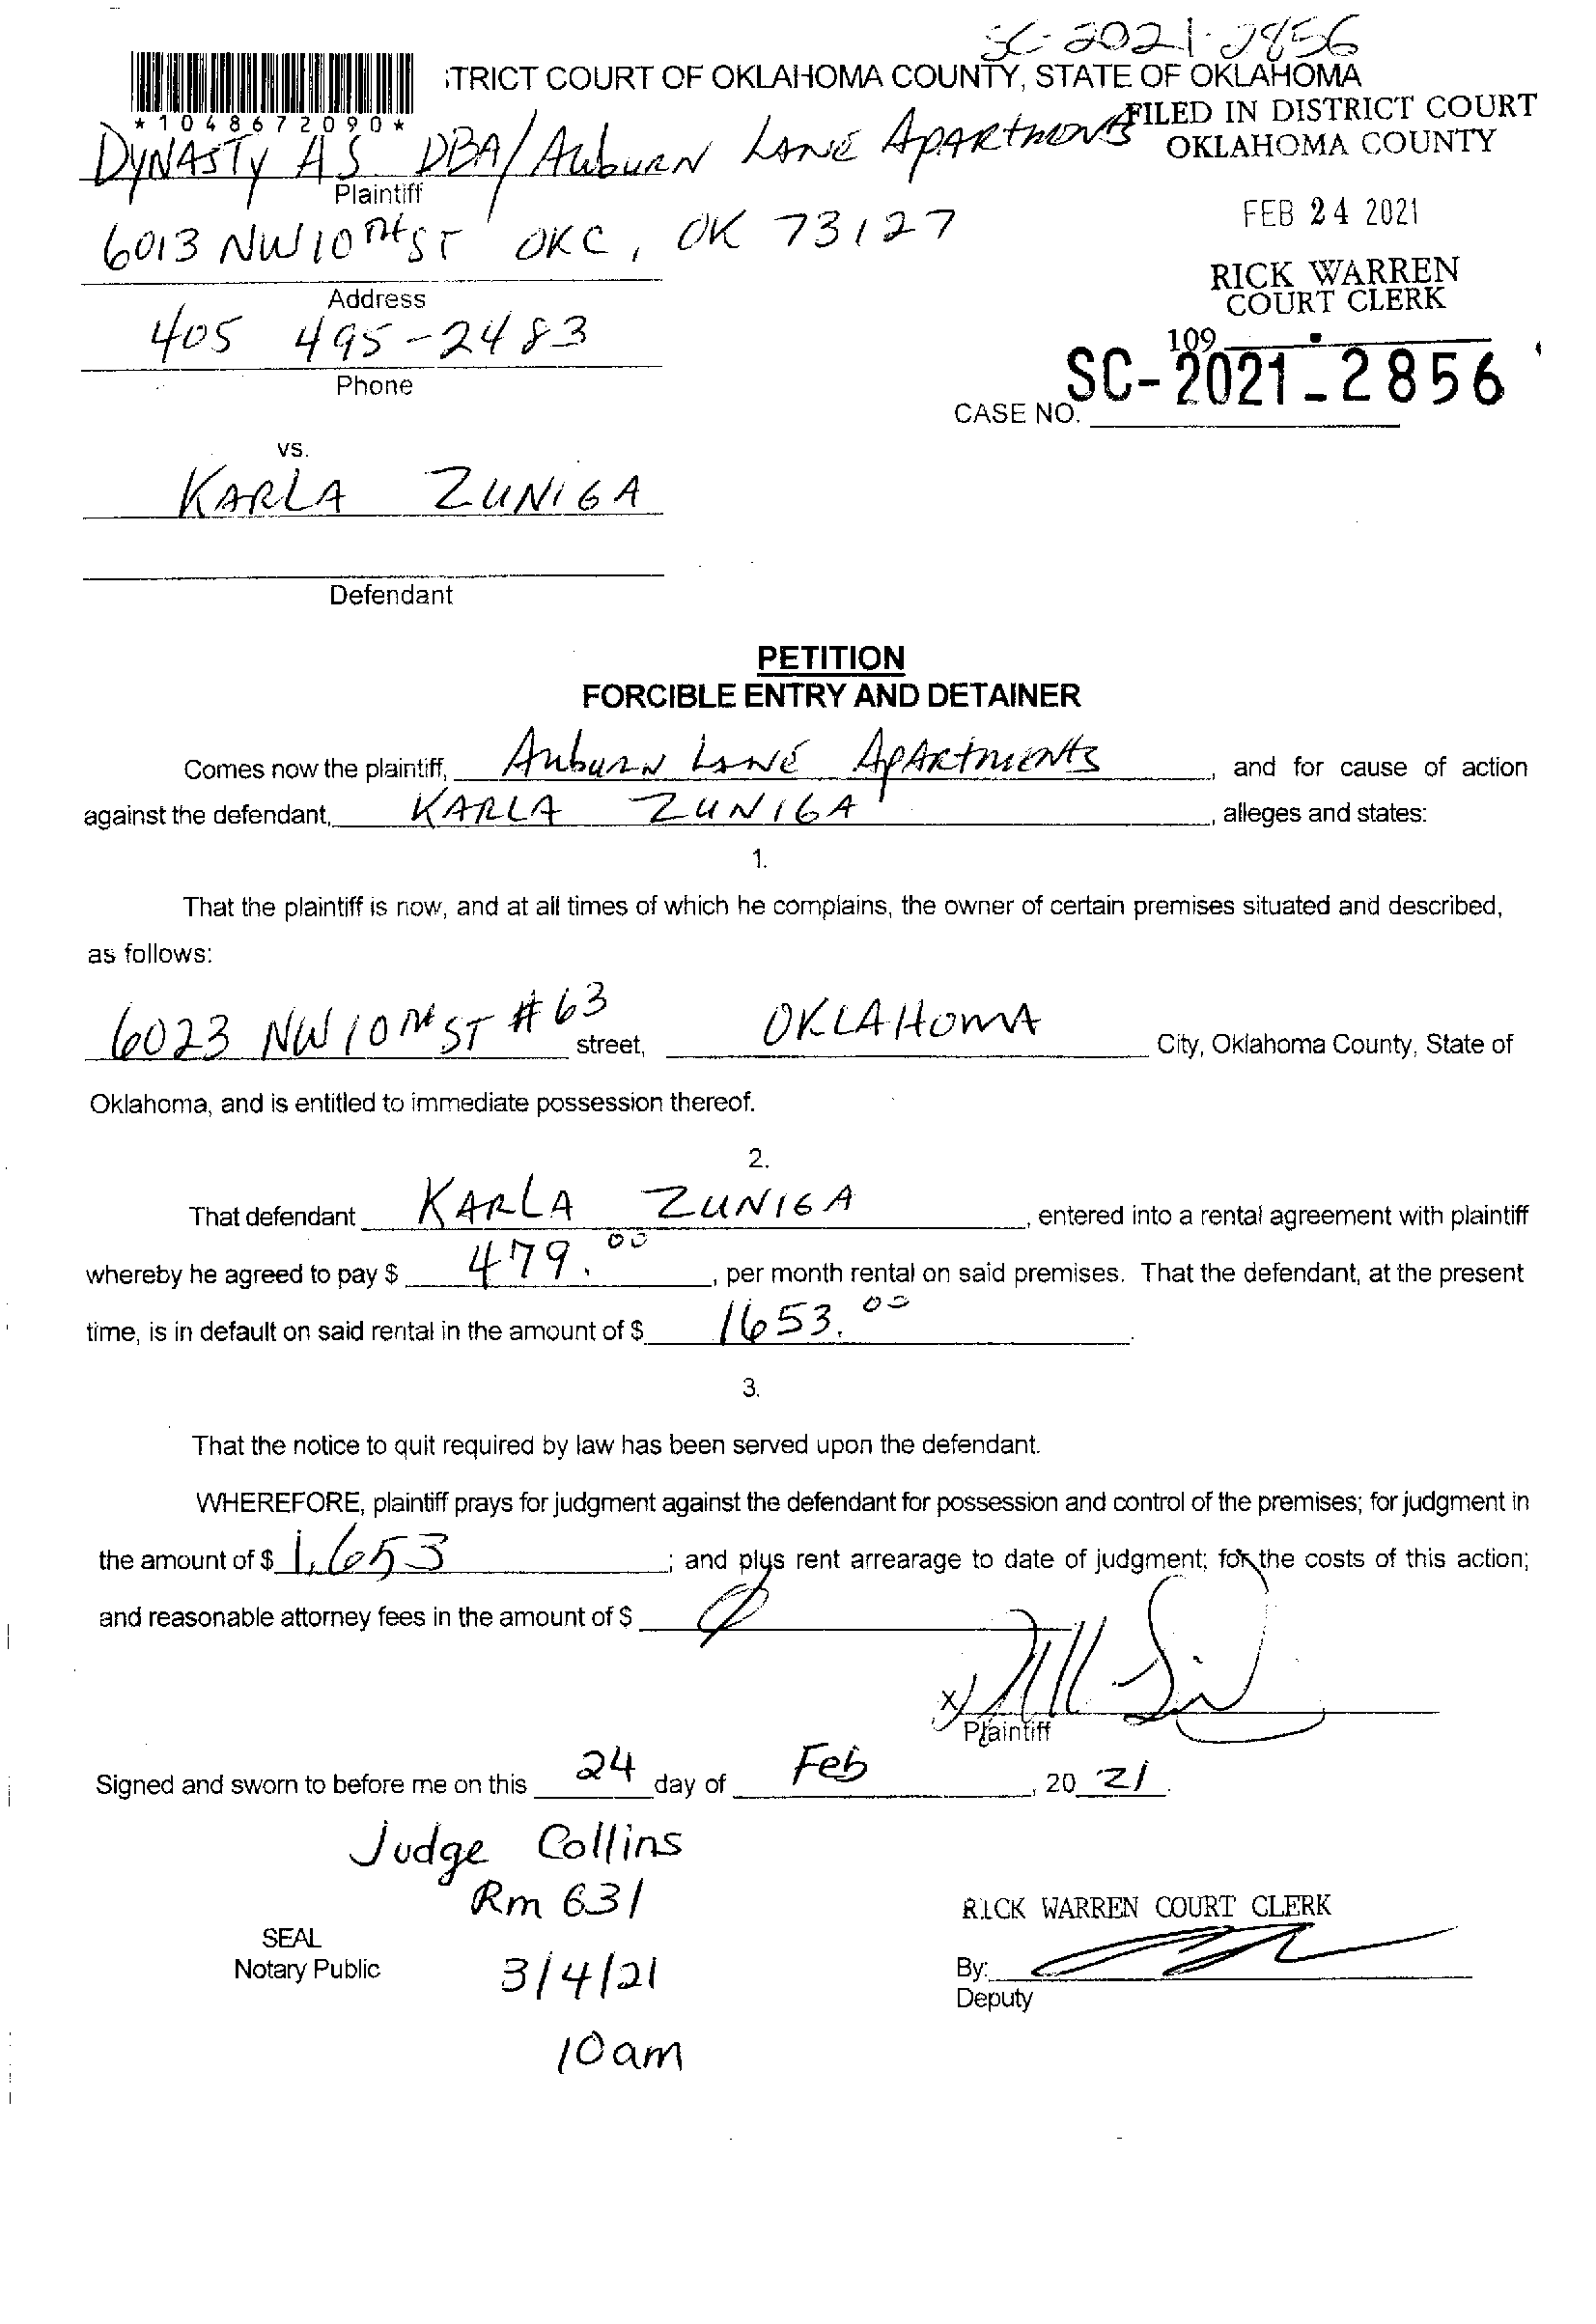 SC-2021-2856
TRICT COURT OF OKLAHOMA COUNTY, STATE OF OKLAHOMA
*1048672090*
FILED IN DISTRICT COURT
OKLAHOMA COUNTY
DYNASTY AS DBA/AUBURN LANE APARTMENTS
Plaintiff
FEB 24 2021
6013 NW 10TH ST OKC, OK 73127
Address
RICK WARREN
COURT CLERK
405 495-2483
Phone
109
CASE NO. SC-2021-2856
vs.
KARLA ZUNIGA
Defendant
PETITION
FORCIBLE ENTRY AND DETAINER
Comes now the plaintiff, AUBURN LANE APARTMENTS, and for cause of action
against the defendant, KARLA ZUNIGA, alleges and states:
1.
That the plaintiff is now, and at all times of which he complains, the owner of certain premises situated and described,
as follows:
6023 NW 10TH ST #63 street, OKLAHOMA City, Oklahoma County, State of
Oklahoma, and is entitled to immediate possession thereof.
2.
That defendant KARLA ZUNIGA, entered into a rental agreement with plaintiff
whereby he agreed to pay $ 479.00, per month rental on said premises. That the defendant, at the present
time, is in default on said rental in the amount of $ 1653.00.
3.
That the notice to quit required by law has been served upon the defendant.
WHEREFORE, plaintiff prays for judgment against the defendant for possession and control of the premises; for judgment in
the amount of $ 1,653; and plus rent arrearage to date of judgment; for the costs of this action;
and reasonable attorney fees in the amount of $ Ø
x
Plaintiff
Signed and sworn to before me on this 24 day of Feb, 20 21.
Judge Collins
Rm 631
RICK WARREN COURT CLERK
SEAL
Notary Public
3/4/21
By:
Deputy
10am